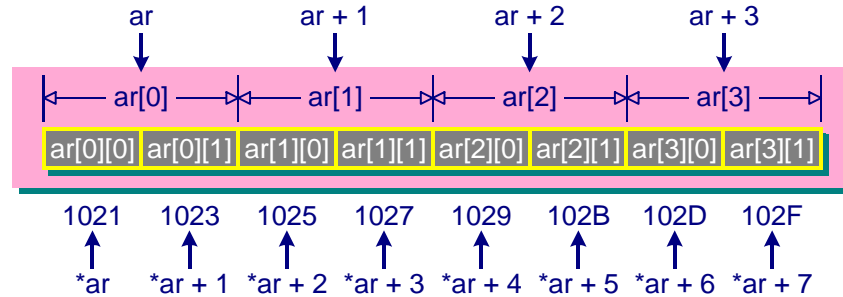 ar ar + 1 ar + 2 ar + 3
ar[0] ar[1] ar[2] ar[3]
ar[0][0] ar[0][1] ar[1][0] ar[1][1] ar[2][0] ar[2][1] ar[3][0] ar[3][1]
1021 1023 1025 1027 1029 102B 102D 102F
*ar *ar + 1 *ar + 2 *ar + 3 *ar + 4 *ar + 5 *ar + 6 *ar + 7